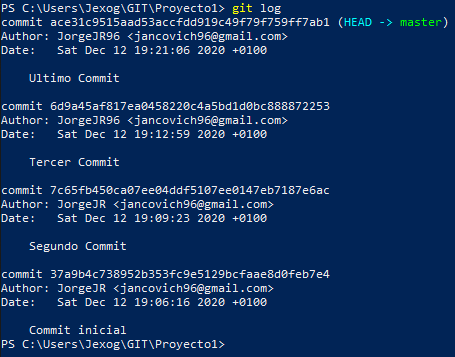 PS C:\Users\Jexog\GIT\Proyecto1> git log
commit ace31c9515aad53accfdd919c49f79f759ff7ab1 (HEAD -> master)
Author: JorgeJR96 <jancovich96@gmail.com>
Date:   Sat Dec 12 19:21:06 2020 +0100
Ultimo Commit
commit 6d9a45af817ea0458220c4a5bd1d0bc888872253
Author: JorgeJR96 <jancovich96@gmail.com>
Date:   Sat Dec 12 19:12:59 2020 +0100
Tercer Commit
commit 7c65fb450ca07ee04ddf5107ee0147eb7187e6ac
Author: JorgeJR <jancovich96@gmail.com>
Date:   Sat Dec 12 19:09:23 2020 +0100
Segundo Commit
commit 37a9b4c738952b353fc9e5129bcfaae8d0feb7e4
Author: JorgeJR <jancovich96@gmail.com>
Date:   Sat Dec 12 19:06:16 2020 +0100
Commit inicial
PS C:\Users\Jexog\GIT\Proyecto1>